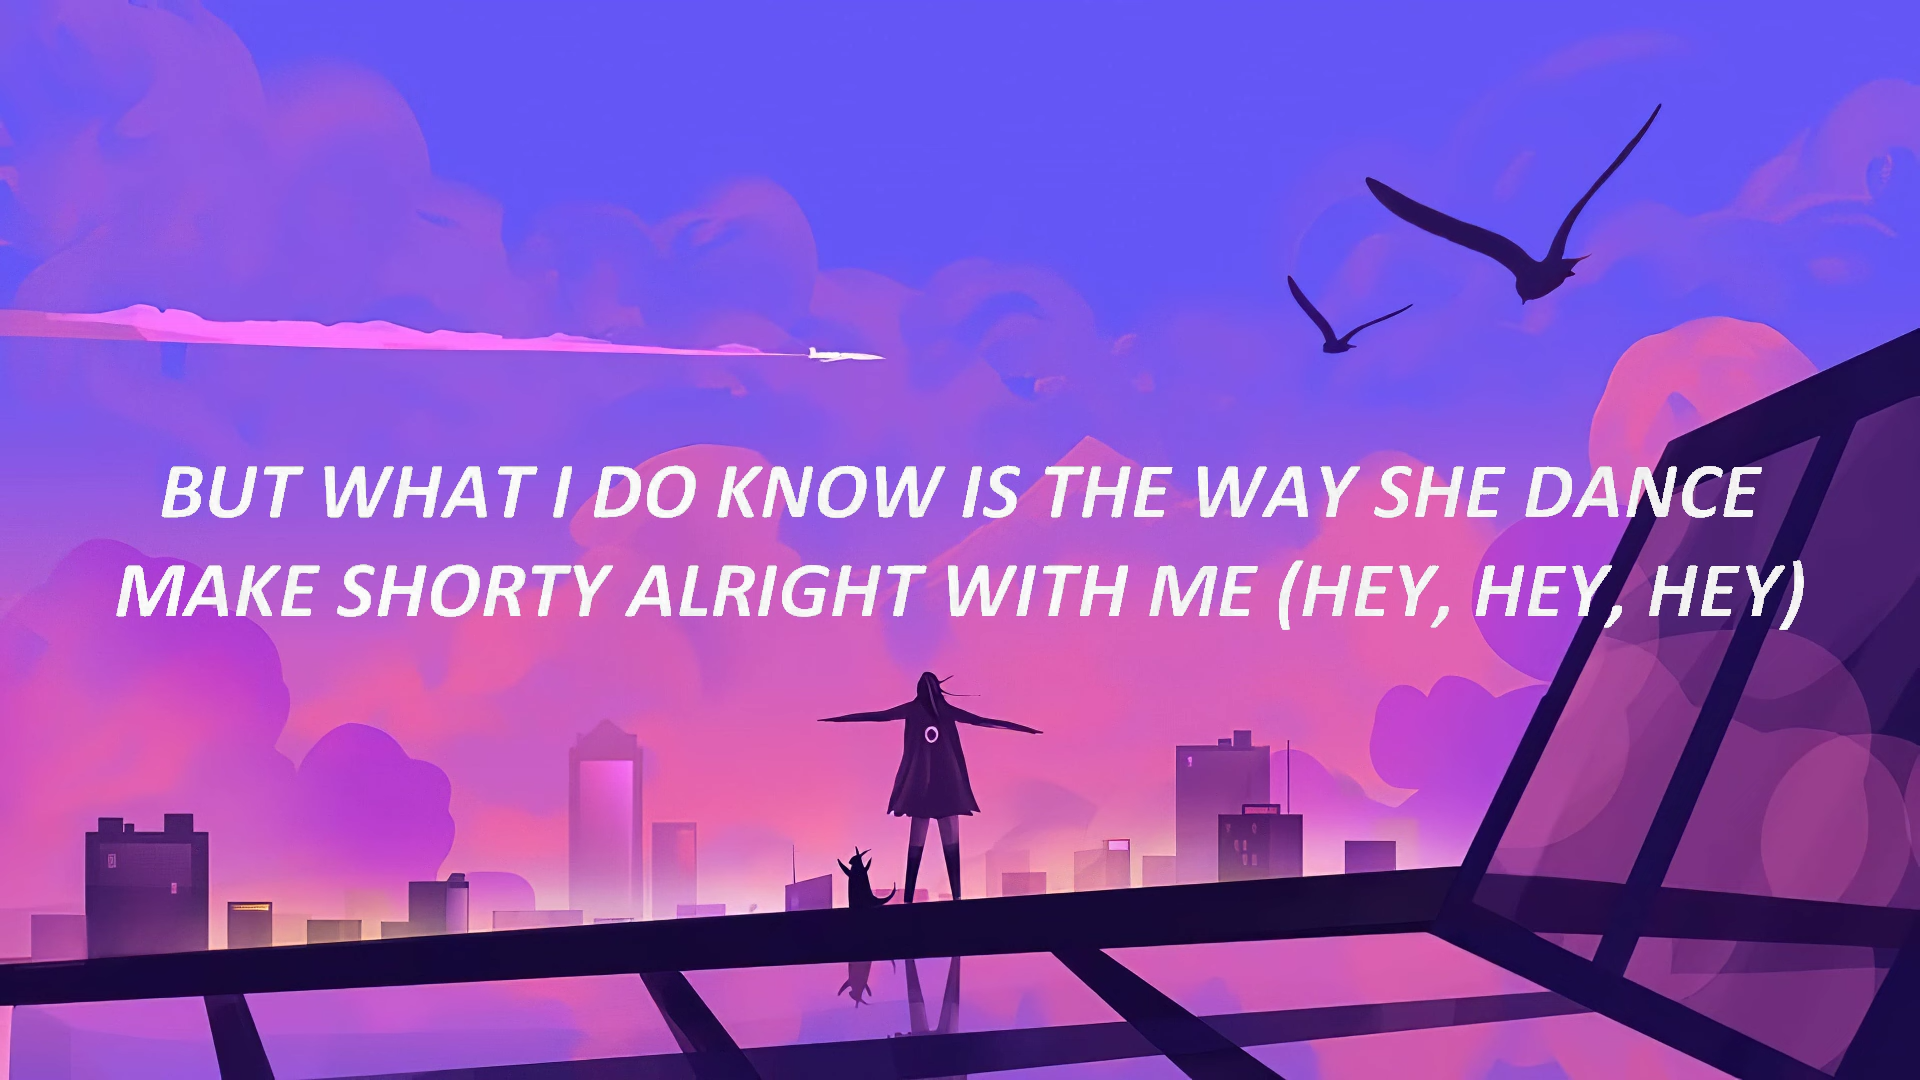 BUT WHAT I DO KNOW IS THE WAY SHE DANCE
MAKE SHORTY ALRIGHT WITH ME (HEY, HEY, HEY)